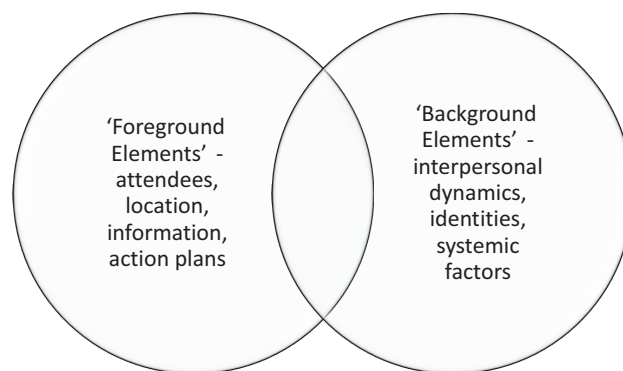 ‘Foreground
Elements’ -
attendees,
location,
information,
action plans
‘Background
Elements’ -
interpersonal
dynamics,
identities,
systemic
factors